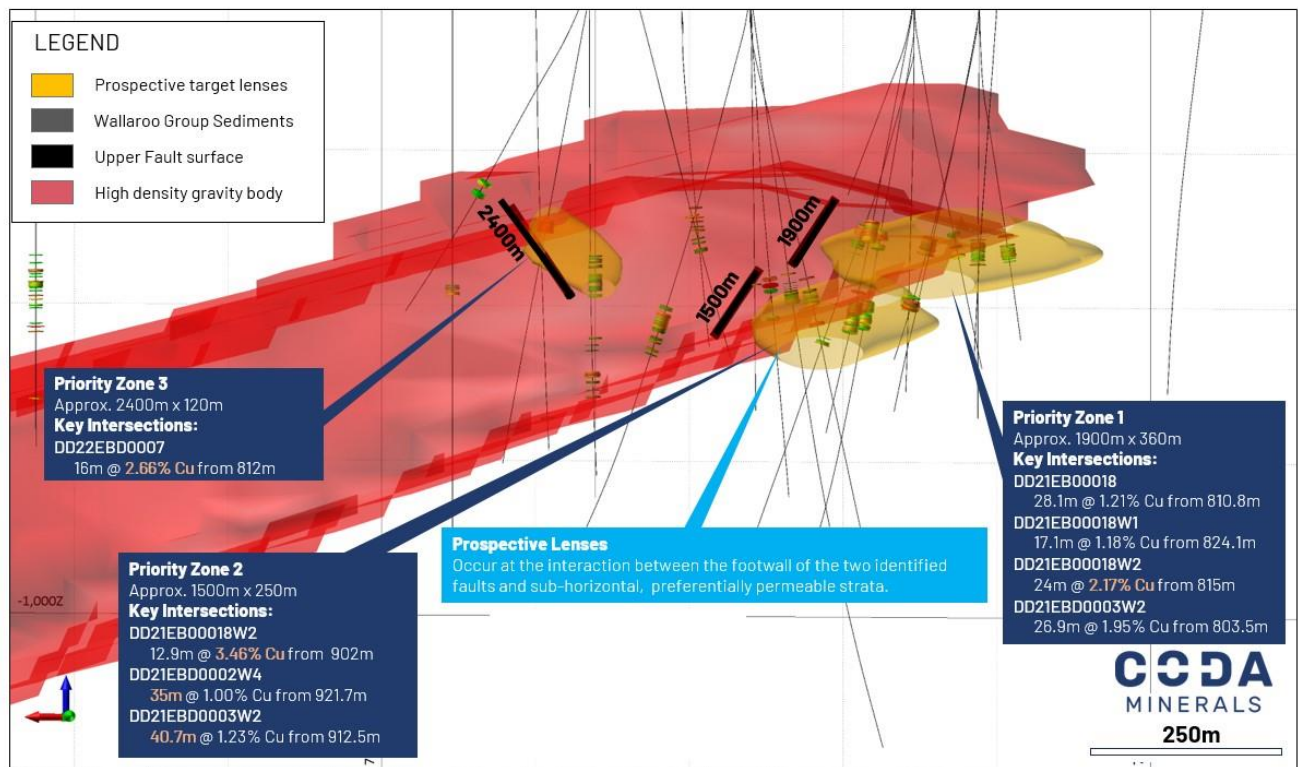 LEGEND
Prospective target lenses
Wallaroo Group Sediments
Upper Fault surface
High density gravity body
2400m
1900m
1500m
Priority Zone 3
Approx. 2400m x 120m
Key Intersections:
DD22EBD0007
16m @ 2.66% Cu from 812m
Priority Zone 1
Approx. 1900m x 360m
Key Intersections:
DD21EB00018
28.1m @ 1.21% Cu from 810.8m
DD21EB00018W1
17.1m @ 1.18% Cu from 824.1m
DD21EB00018W2
24m @ 2.17% Cu from 815m
DD21EBD0003W2
26.9m @ 1.95% Cu from 803.5m
Prospective Lenses
Occur at the interaction between the footwall of the two identified
faults and sub-horizontal, preferentially permeable strata.
Priority Zone 2
Approx. 1500m x 250m
Key Intersections:
DD21EB00018W2
12.9m @ 3.46% Cu from 902m
DD21EBD0002W4
35m @ 1.00% Cu from 921.7m
DD21EBD0003W2
40.7m @ 1.23% Cu from 912.5m
-1,000Z
CODA
MINERALS
250m